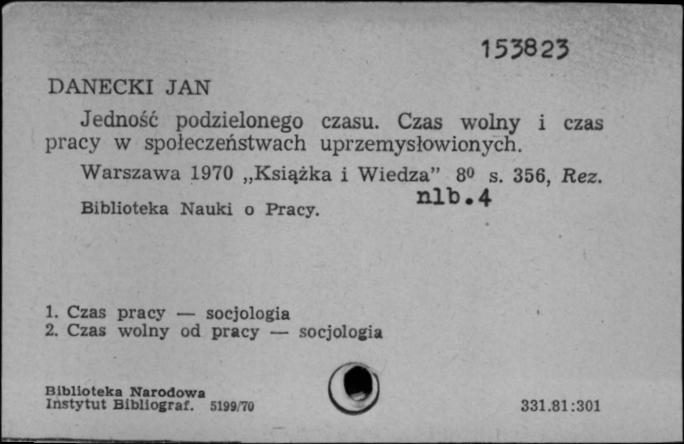 153823
DANECKI JAN
Jedność podzielonego czasu. Czas wolny i czas
pracy w społeczeństwach uprzemysłowionych.
Warszawa 1970 „Książka i Wiedza” 8⁰ s. 356, Rez.
nlb.4
Biblioteka Nauki o Pracy.
1. Czas pracy — socjologia
2. Czas wolny od pracy — socjologia
Biblioteka Narodowa
Instytut Bibliograf. 5199/70
331.81:301